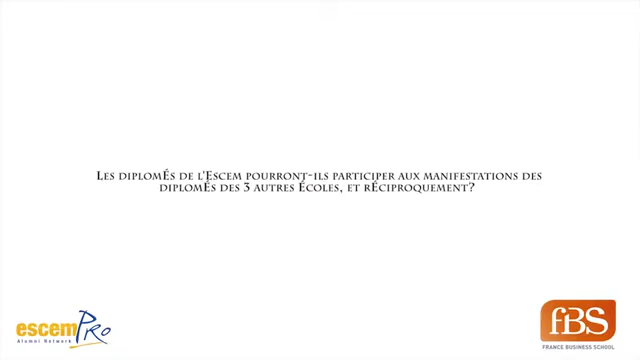 Les diplomÉs de l'Escem pourront-ils participer aux manifestations des
diplomÉs des 3 autres Écoles, et rÉciproquement?
escem Pro
Alumni Network
fBS
FRANCE BUSINESS SCHOOL